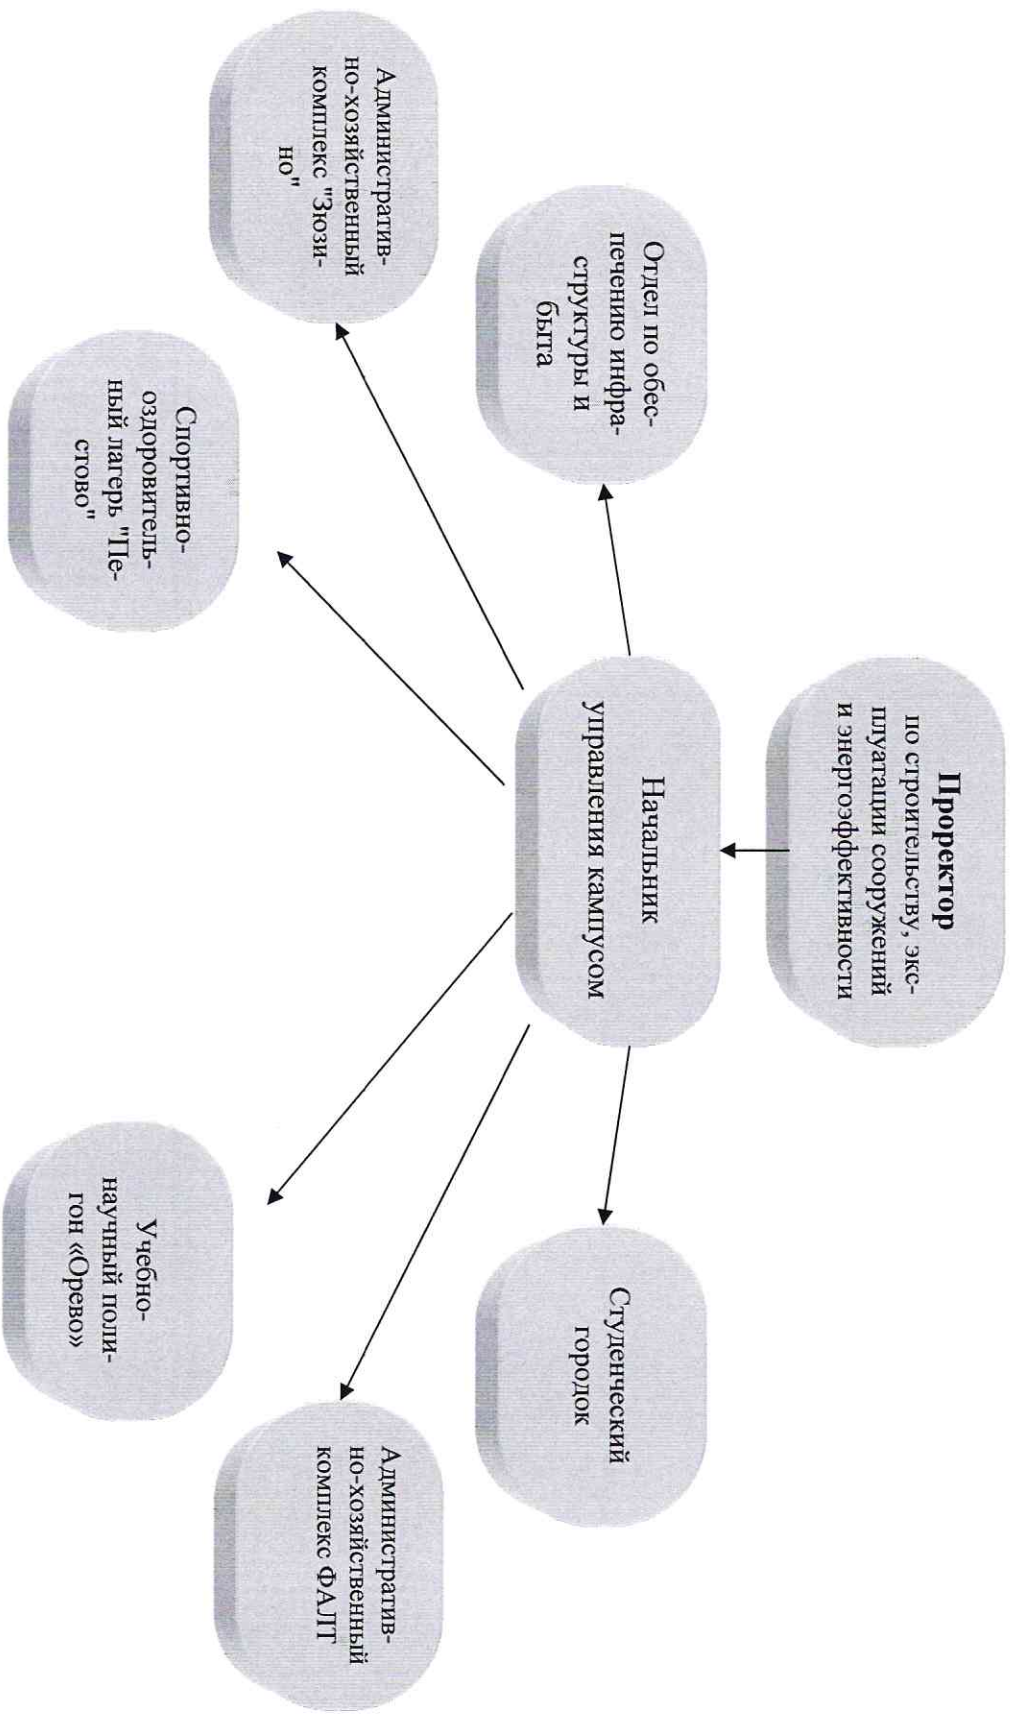 Проректор
по строительству, экс-
плуатации сооружений
и энергоэффективности
Начальник
управления кампусом
Отдел по обес-
печению инфра-
структуры и
быта
Студенческий
городок
Административ-
но-хозяйственный
комплекс "Зюзи-
но"
Административ-
но-хозяйственный
комплекс ФАЛТ
Спортивно-
оздоровитель-
ный лагерь "Пе-
стово"
Учебно-
научный поли-
гон «Орево»